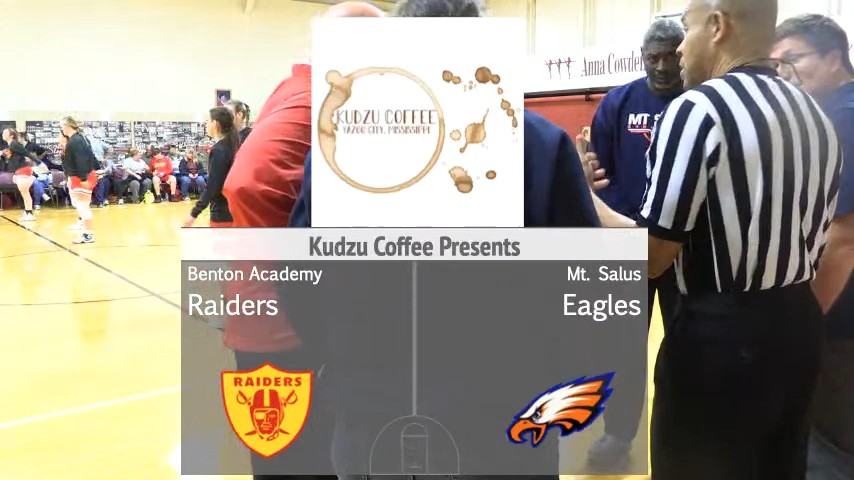 KUDZU COFFEE
YAZOO CITY, MISSISSIPPI
Anna Cowden
MT S
Kudzu Coffee Presents
Benton Academy
Mt. Salus
Raiders
Eagles
RAIDERS